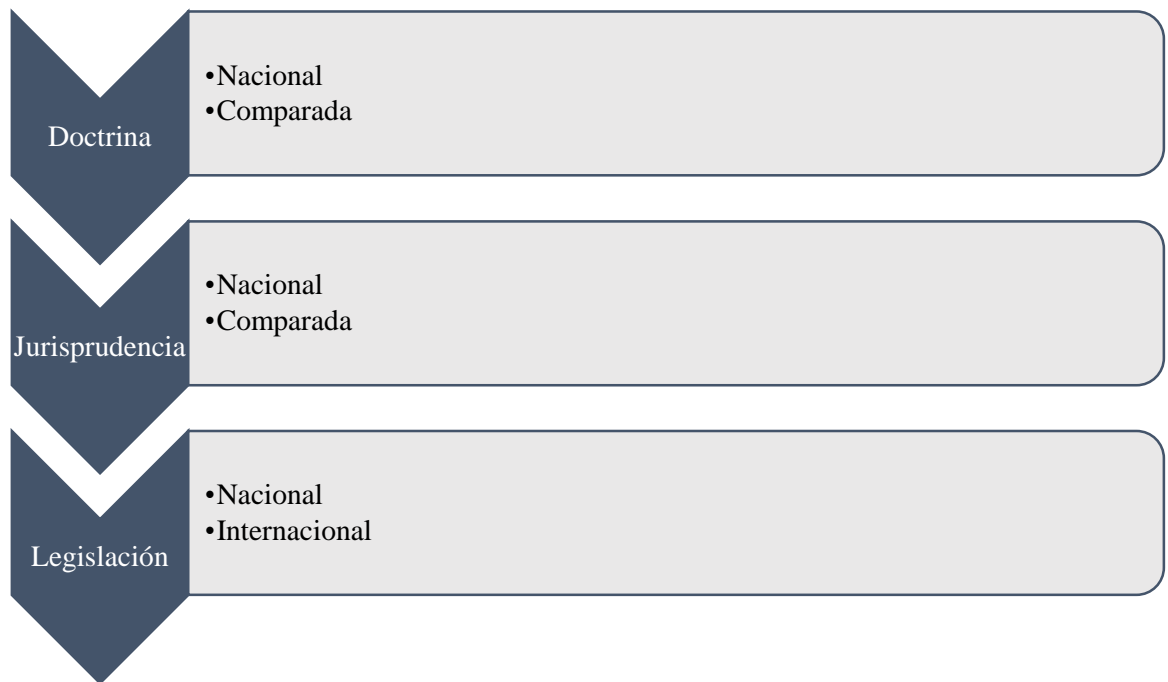 Doctrina
•Nacional
•Comparada
Jurisprudencia
•Nacional
•Comparada
Legislación
•Nacional
•Internacional